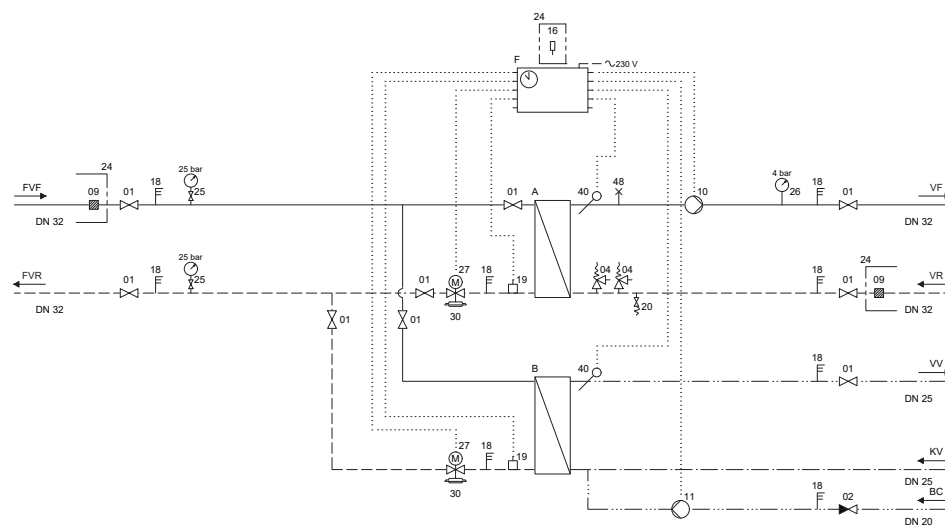 24
16
F
230 V
24
FVF
09
01
18
25 bar
25
01
A
40
48
10
4 bar
26
18
01
VF
DN 32
DN 32
FVR
01
18
25 bar
25
01
27
M
18
19
04
04
18
01
24
09
VR
DN 32
30
20
DN 32
01
01
B
40
18
01
VV
DN 25
27
M
18
19
KV
30
DN 25
11
18
02
BC
DN 20